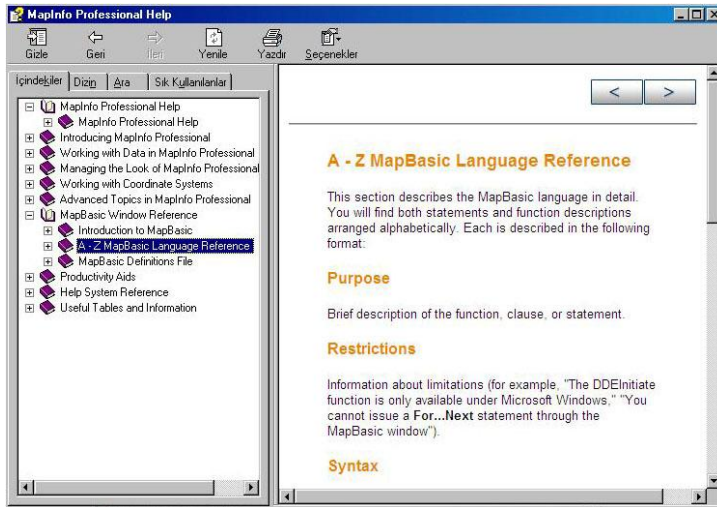 MapInfo Professional Help
Gizle Geri İleri Yenile Yazdır Seçenekler
İçindekiler Dizin Ara Sık Kullanılanlar
MapInfo Professional Help
MapInfo Professional Help
Introducing MapInfo Professional
Working with Data in MapInfo Professional
Managing the Look of MapInfo Professional
Working with Coordinate Systems
Advanced Topics in MapInfo Professional
MapBasic Window Reference
Introduction to MapBasic
A - Z MapBasic Language Reference
MapBasic Definitions File
Productivity Aids
Help System Reference
Useful Tables and Information
< >
A - Z MapBasic Language Reference
This section describes the MapBasic language in detail.
You will find both statements and function descriptions
arranged alphabetically. Each is described in the following
format:
Purpose
Brief description of the function, clause, or statement.
Restrictions
Information about limitations (for example, "The DDEInitiate
function is only available under Microsoft Windows," "You
cannot issue a For...Next statement through the
MapBasic window").
Syntax